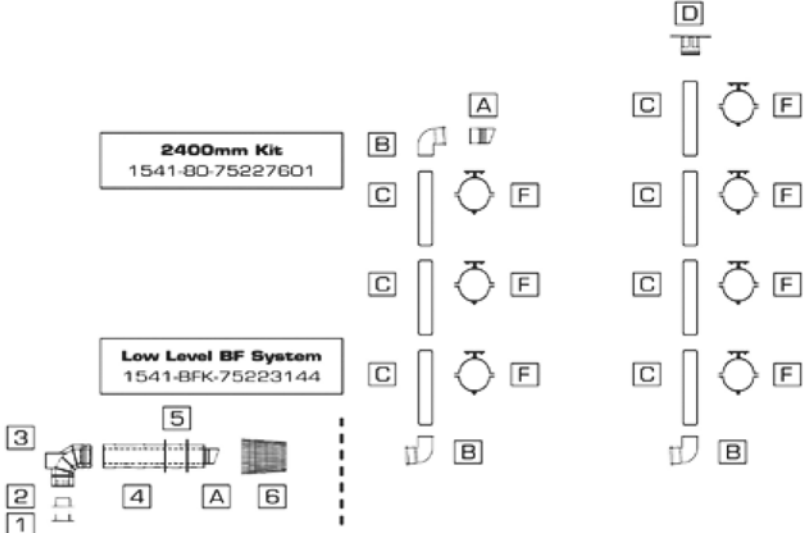 D
C F
A
B
2400mm Kit
1541-80-75227601
C F
C F
C F
C F
Low Level BF System
1541-BFK-75223144
C F
C F
5
3
B
B
2
4
A
6
1